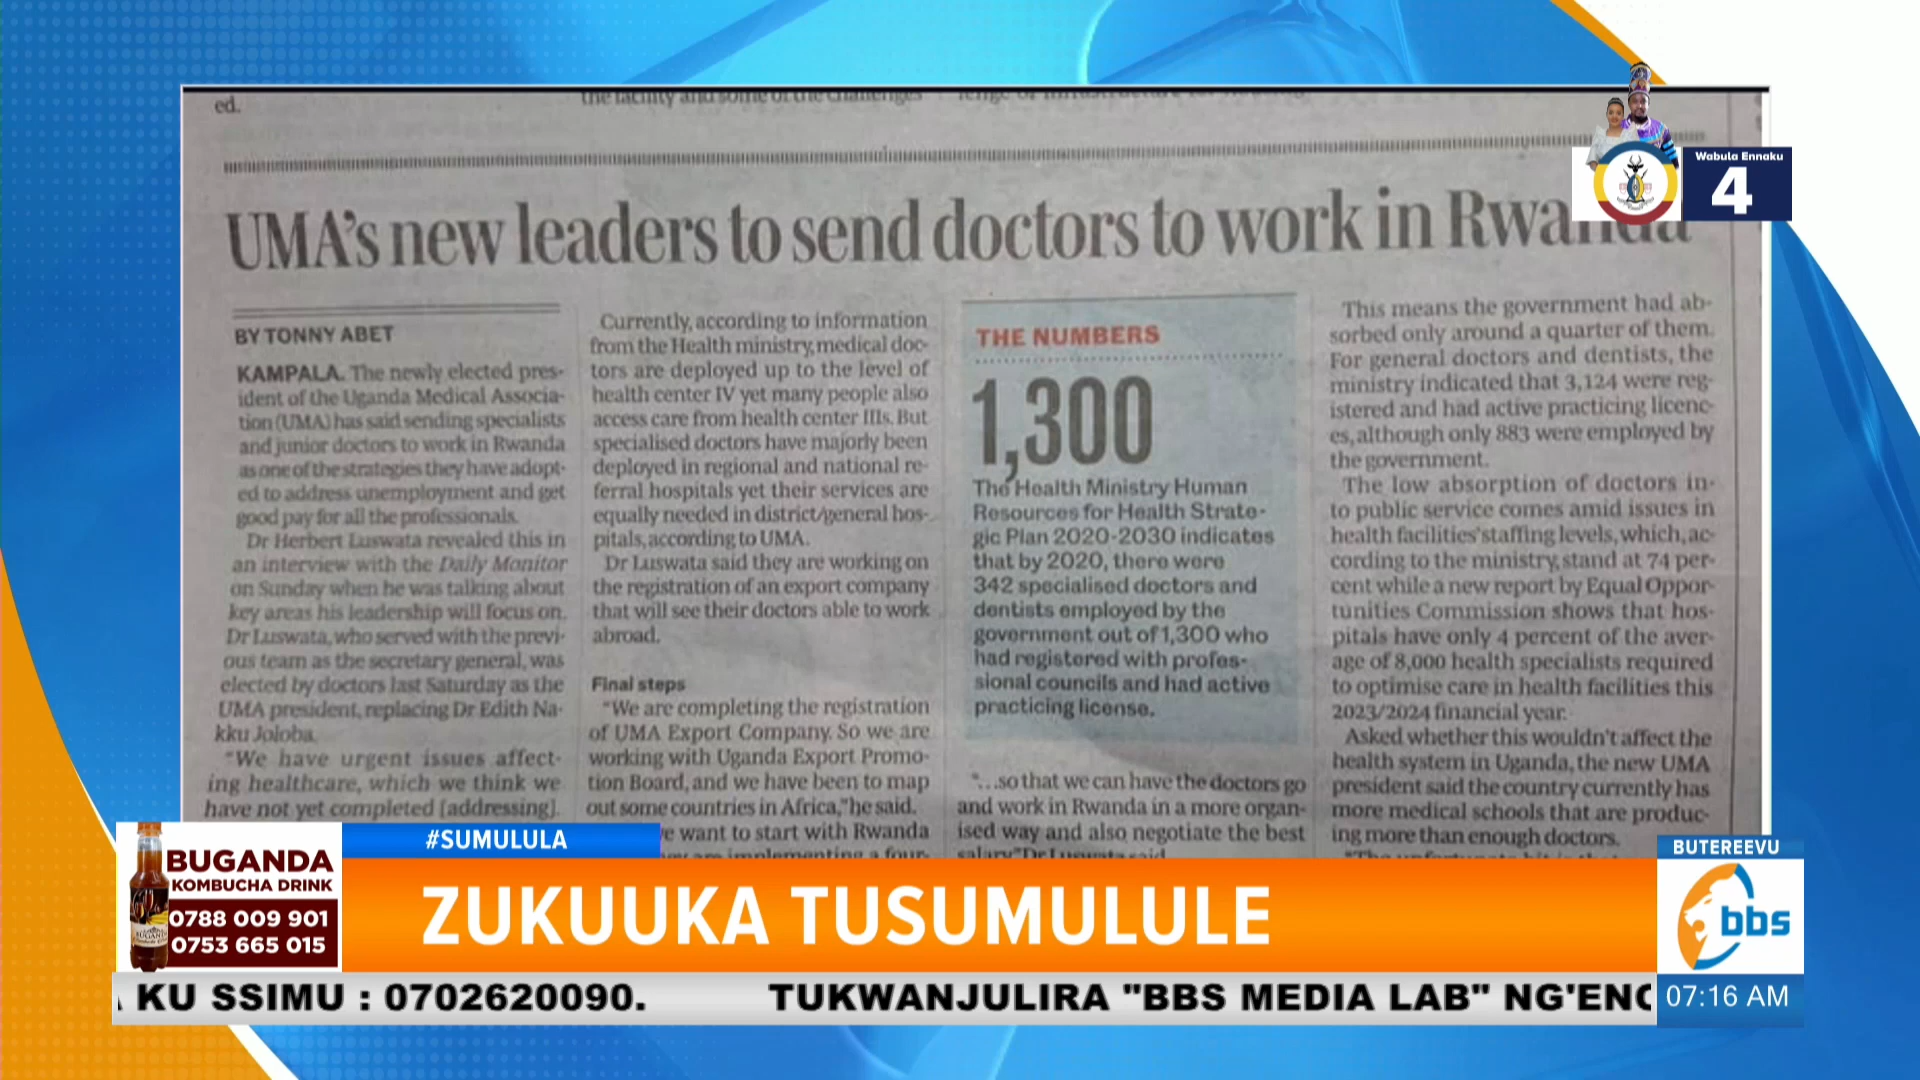 ed.
the facility and some of the challenges
Wabula Ennaku
4
UMA's new leaders to send doctors to work in Rwanda
BY TONNY ABET
KAMPALA. The newly elected pres-
ident of the Uganda Medical Associa-
tion (UMA) has said sending specialists
and junior doctors to work in Rwanda
as one of the strategies they have adopt-
ed to address unemployment and get
good pay for all the professionals.
Dr Herbert Luswata revealed this in
an interview with the Daily Monitor
on Sunday when he was talking about
key areas his leadership will focus on.
Dr Luswata, who served with the previ-
ous team as the secretary general, was
elected by doctors last Saturday as the
UMA president, replacing Dr Edith Na-
kku Joloba.
"We have urgent issues affect-
ing healthcare, which we think we
have not yet completed [addressing].
Currently, according to information
from the Health ministry, medical doc-
tors are deployed up to the level of
health center IV yet many people also
access care from health center IIIs. But
specialised doctors have majorly been
deployed in regional and national re-
ferral hospitals yet their services are
equally needed in district/general hos-
pitals, according to UMA.
Dr Luswata said they are working on
the registration of an export company
that will see their doctors able to work
abroad.
Final steps
"We are completing the registration
of UMA Export Company. So we are
working with Uganda Export Promo-
tion Board, and we have been to map
out some countries in Africa," he said.
we want to start with Rwanda
are implementing a four-
THE NUMBERS
1,300
The Health Ministry Human
Resources for Health Strate-
gic Plan 2020-2030 indicates
that by 2020, there were
342 specialised doctors and
dentists employed by the
government out of 1,300 who
had registered with profes-
sional councils and had active
practicing license.
"...so that we can have the doctors go
and work in Rwanda in a more organ-
ised way and also negotiate the best
salary," Dr Luswata said.
This means the government had ab-
sorbed only around a quarter of them.
For general doctors and dentists, the
ministry indicated that 3,124 were reg-
istered and had active practicing licenc-
es, although only 883 were employed by
the government.
The low absorption of doctors in-
to public service comes amid issues in
health facilities' staffing levels, which, ac-
cording to the ministry, stand at 74 per-
cent while a new report by Equal Oppor-
tunities Commission shows that hos-
pitals have only 4 percent of the aver-
age of 8,000 health specialists required
to optimise care in health facilities this
2023/2024 financial year.
Asked whether this wouldn't affect the
health system in Uganda, the new UMA
president said the country currently has
more medical schools that are produc-
ing more than enough doctors.
BUGANDA
KOMBUCHA DRINK
0788 009 901
0753 665 015
#SUMULULA
ZUKUUKA TUSUMULULE
BUTEREEVU
bbs
07:16 AM
KU SSIMU : 0702620090. TUKWANJULIRA "BBS MEDIA LAB" NG'ENO